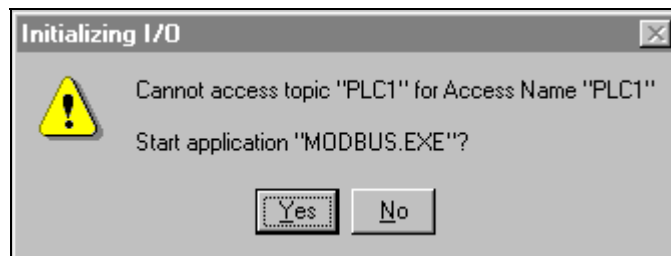 Initializing I/O
Cannot access topic "PLC1" for Access Name "PLC1"
Start application "MODBUS.EXE"?
Yes No